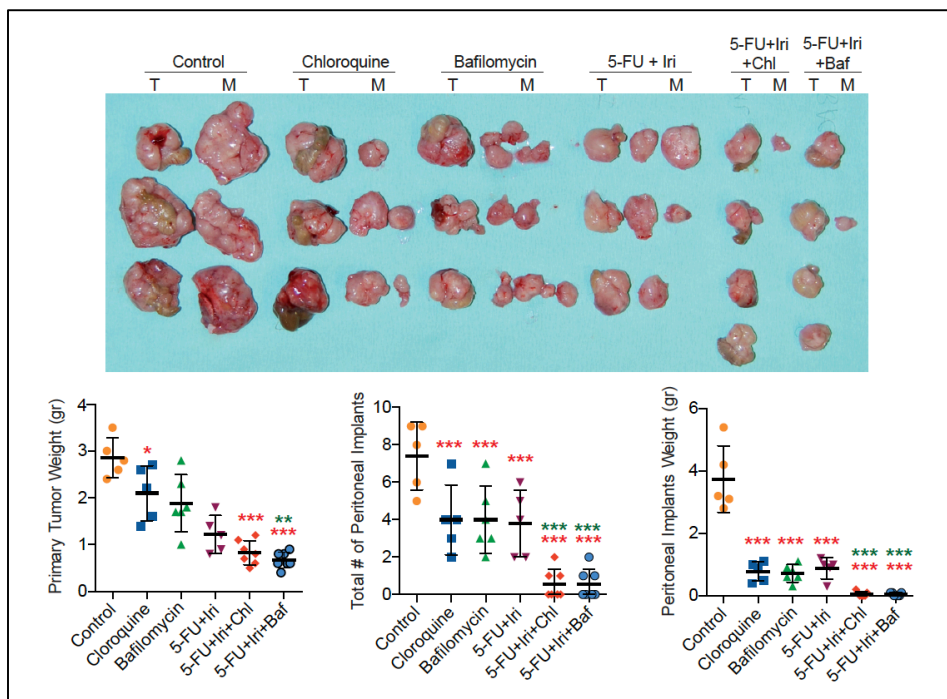 Control Chloroquine Bafilomycin 5-FU + Iri 5-FU+Iri +Chl 5-FU+Iri +Baf
T M T M T M T M T M T M
Primary Tumor Weight (gr)
4
3
2
1
0
*
***
**
***
Control
Cloroquine
Bafilomycin
5-FU+Iri
5-FU+Iri+Chl
5-FU+Iri+Baf
Total # of Peritoneal Implants
10
8
6
4
2
0
*** *** ***
*** ***
*** ***
Control
Cloroquine
Bafilomycin
5-FU+Iri
5-FU+Iri+Chl
5-FU+Iri+Baf
Peritoneal Implants Weight (gr)
6
4
2
0
*** *** *** *** ***
*** ***
Control
Cloroquine
Bafilomycin
5-FU+Iri
5-FU+Iri+Chl
5-FU+Iri+Baf